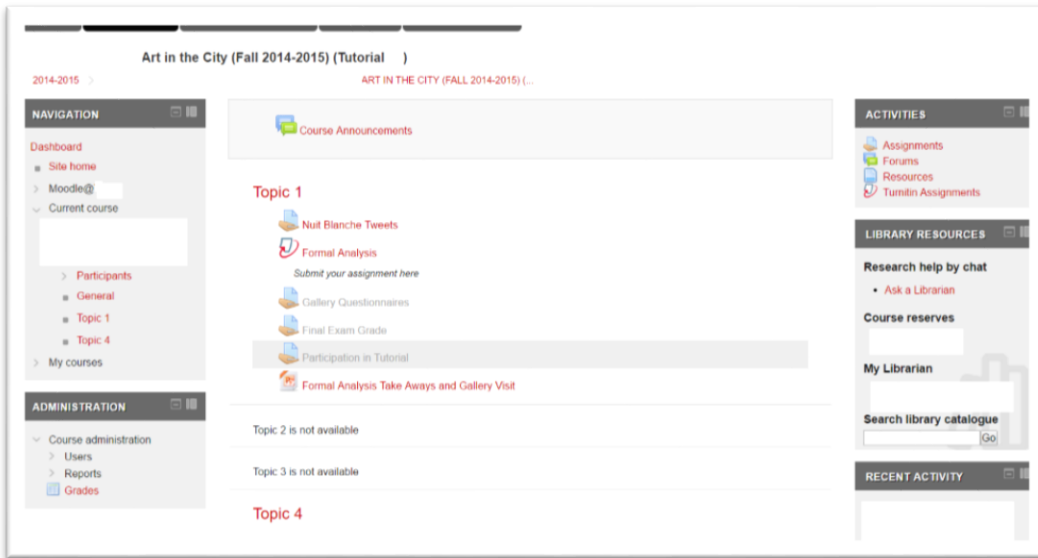 Art in the City (Fall 2014-2015) (Tutorial )
2014-2015
ART IN THE CITY (FALL 2014-2015) (...
NAVIGATION
Dashboard
Site home
Moodle@
Current course
Participants
General
Topic 1
Topic 4
My courses
ADMINISTRATION
Course administration
Users
Reports
Grades
Course Announcements
Topic 1
Nuit Blanche Tweets
Formal Analysis
Submit your assignment here
Gallery Questionnaires
Final Exam Grade
Participation in Tutorial
Formal Analysis Take Aways and Gallery Visit
Topic 2 is not available
Topic 3 is not available
Topic 4
ACTIVITIES
Assignments
Forums
Resources
Turnitin Assignments
LIBRARY RESOURCES
Research help by chat
Ask a Librarian
Course reserves
My Librarian
Search library catalogue
Go
RECENT ACTIVITY